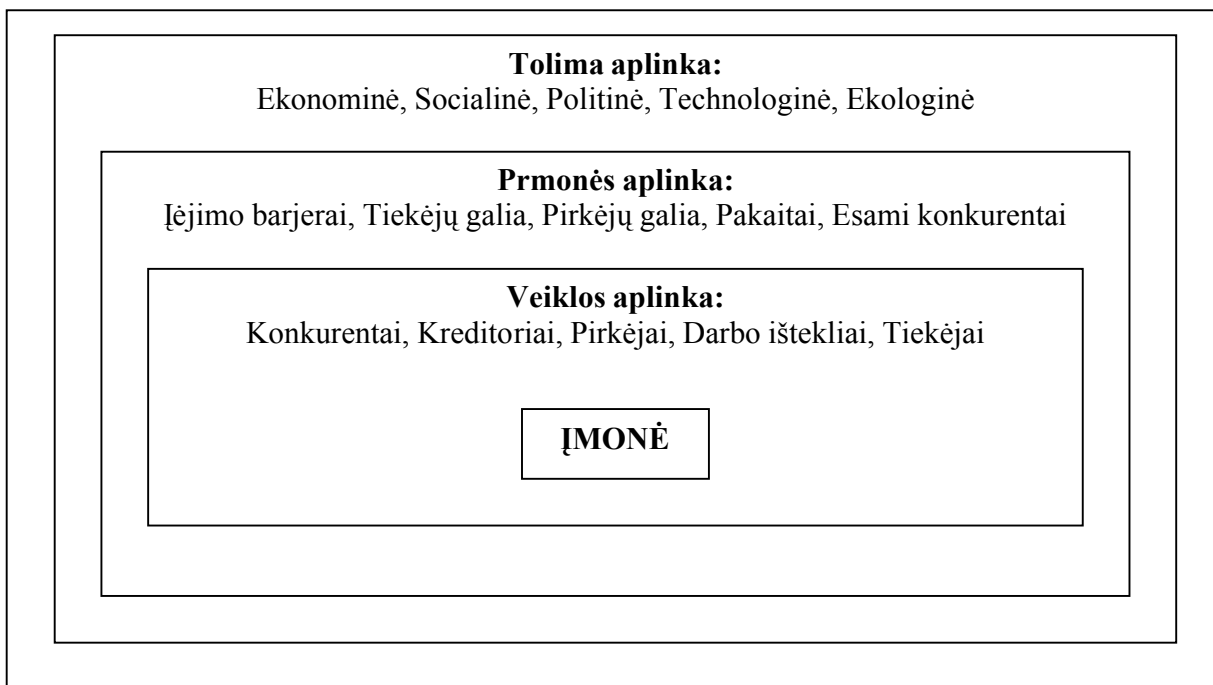 Tolima aplinka:
Ekonominė, Socialinė, Politinė, Technologinė, Ekologinė
Prmonės aplinka:
Įėjimo barjerai, Tiekėjų galia, Pirkėjų galia, Pakaitai, Esami konkurentai
Veiklos aplinka:
Konkurentai, Kreditoriai, Pirkėjai, Darbo ištekliai, Tiekėjai
ĮMONĖ